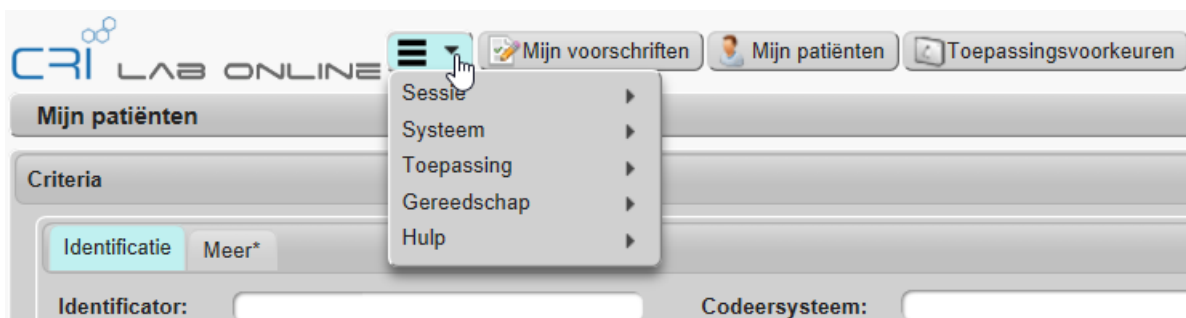 CRI LAB ONLINE
Mijn voorschriften
Mijn patiënten
Toepassingsvoorkeuren
Sessie
Systeem
Toepassing
Gereedschap
Hulp
Mijn patiënten
Criteria
Identificatie
Meer*
Identificator:
Codeersysteem: